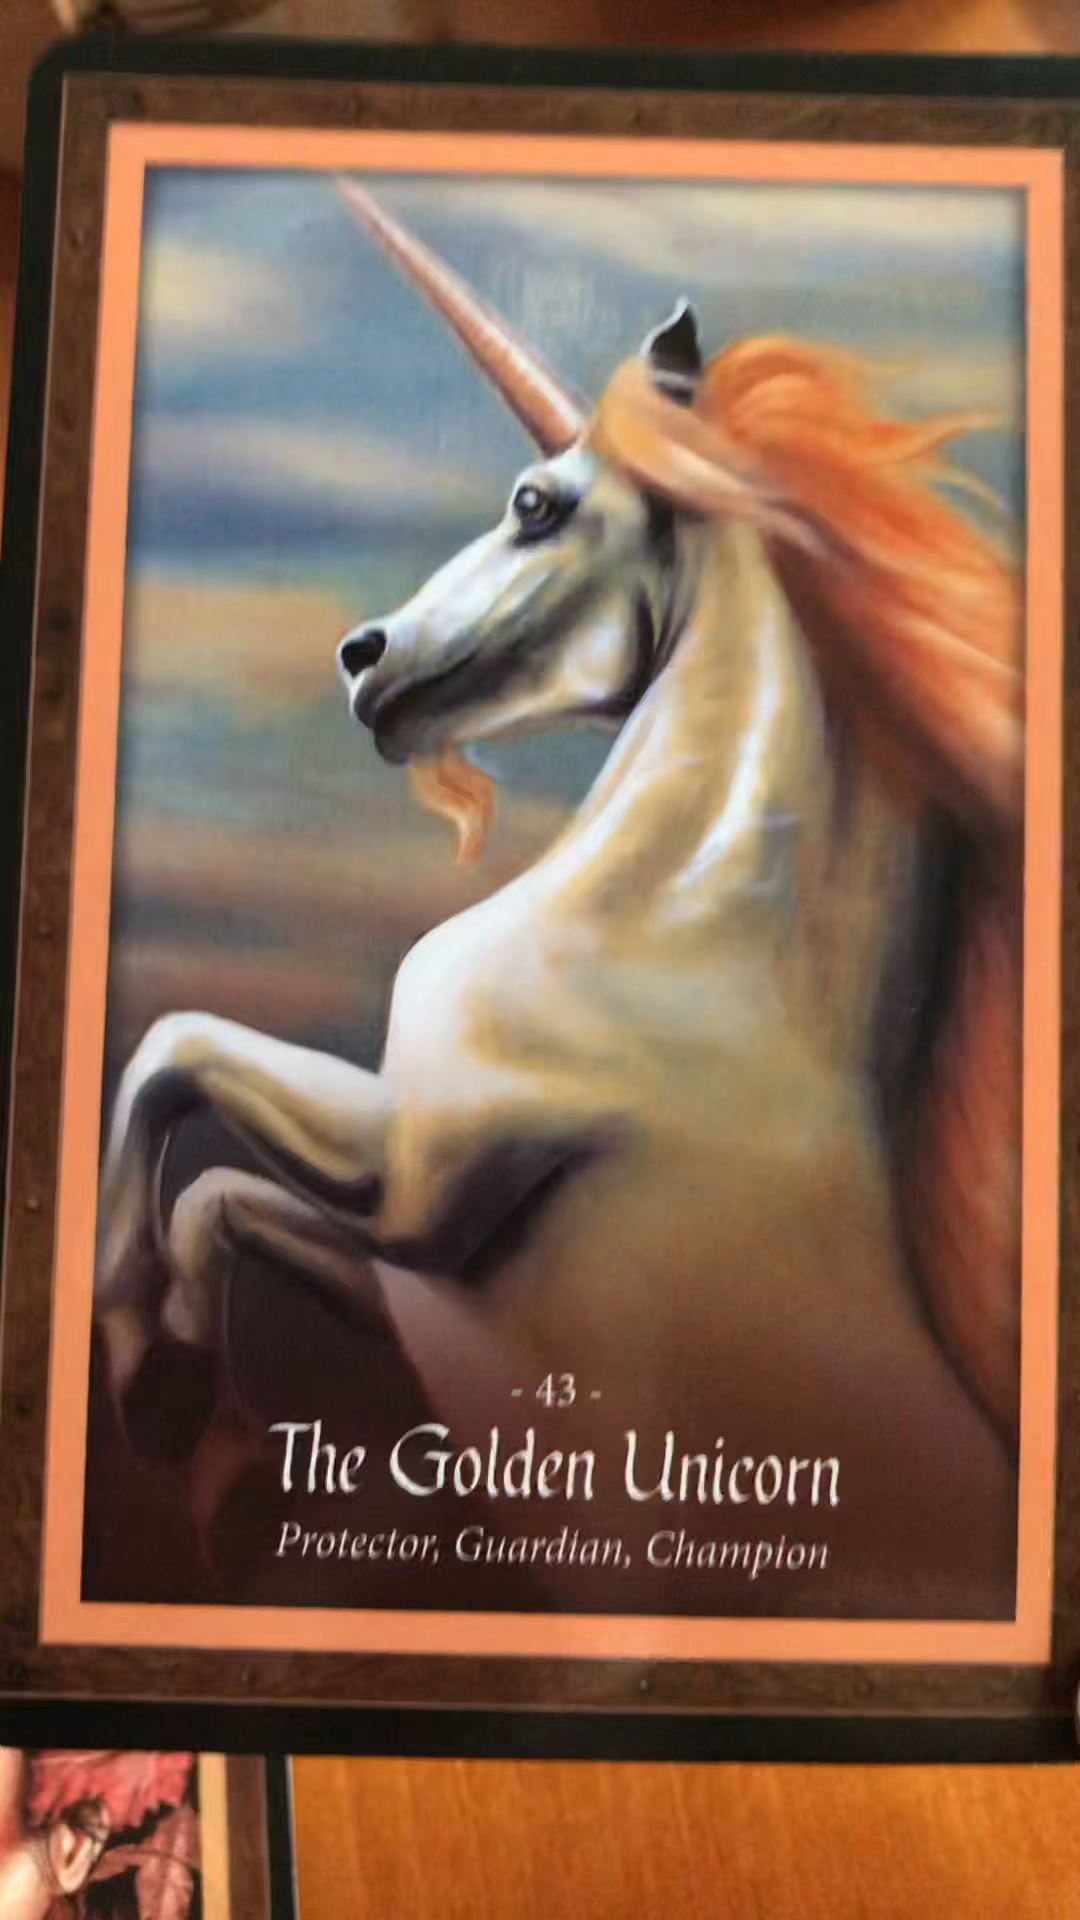 - 43 -
The Golden Unicorn
Protector, Guardian, Champion